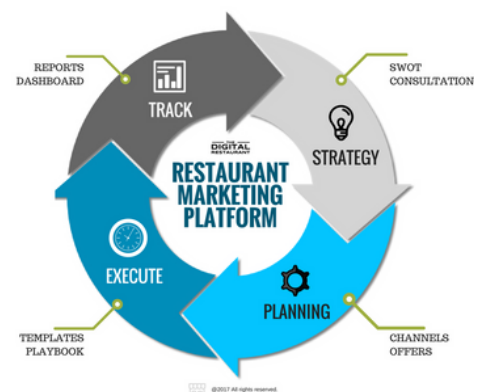 REPORTS
DASHBOARD
SWOT
CONSULTATION
TRACK
STRATEGY
THE
DIGITAL
RESTAURANT
RESTAURANT
MARKETING
PLATFORM
EXECUTE
PLANNING
TEMPLATES
PLAYBOOK
CHANNELS
OFFERS
@2017 All rights reserved.